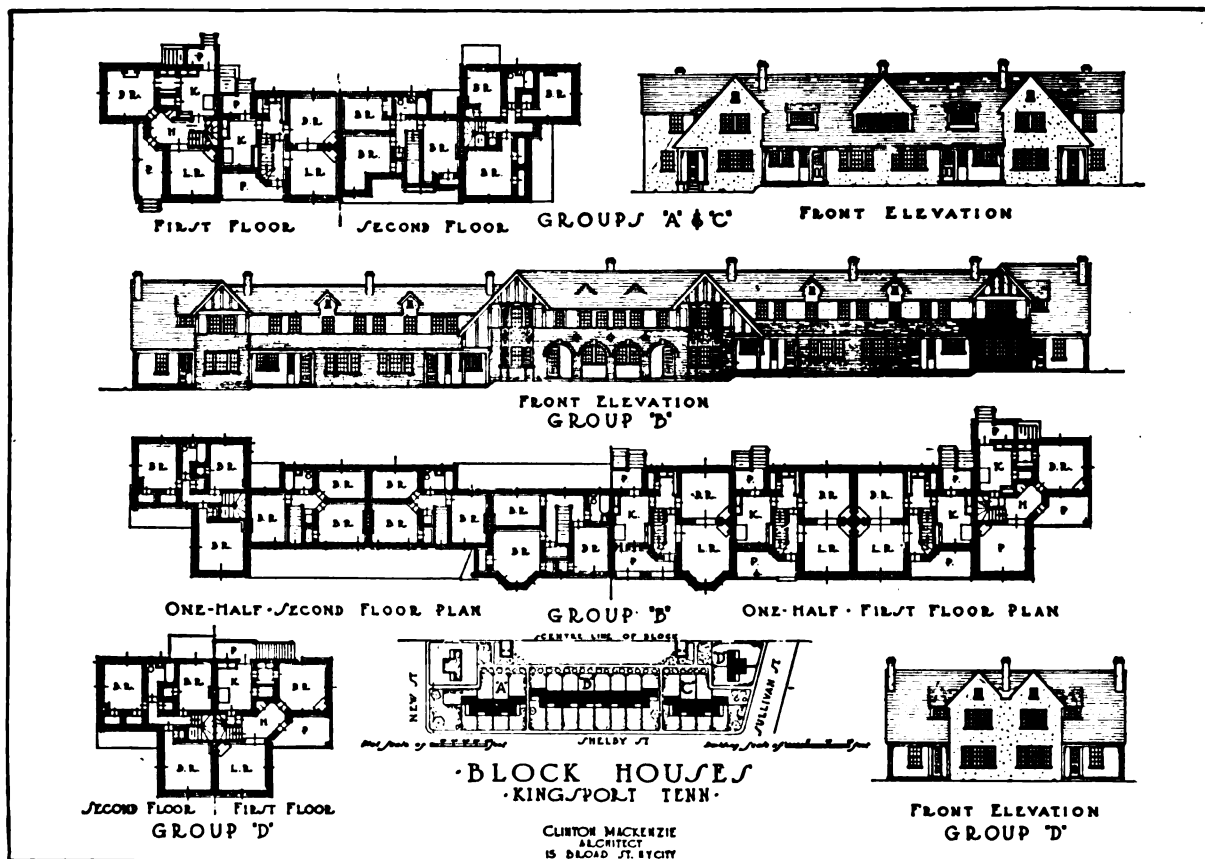 P.
D.R.
K.
P.
B.R.
B.R.
D.R.
B.R.
H
K.
B.R.
B.R.
P.
L.R.
P.
L.R.
B.R.
FIRST FLOOR
SECOND FLOOR
GROUPS "A" & "C"
FRONT ELEVATION
FRONT ELEVATION
GROUP "B"
P.
B.R.
B.R.
B.R.
B.R.
P.
D.R.
P.
D.R.
D.R.
P.
K.
D.R.
B.R.
B.R.
B.R.
B.R.
B.R.
K.
K.
K.
H
P.
B.R.
B.R.
B.R.
P.
L.R.
P.
L.R.
L.R.
P.
P
ONE-HALF·SECOND FLOOR PLAN
GROUP "B"
ONE-HALF·FIRST FLOOR PLAN
CENTRE LINE OF BLOCK
P.
B.R.
B.R.
K.
D.R.
H
P
B.R.
L.R.
SECOND FLOOR
FIRST FLOOR
GROUP "D"
NEW ST
A
C
D
SULLIVAN ST.
SHELBY ST
·BLOCK HOUSES
·KINGSPORT TENN·
CLINTON MACKENZIE
ARCHITECT
15 BROAD ST. NYCITY
FRONT ELEVATION
GROUP "D"